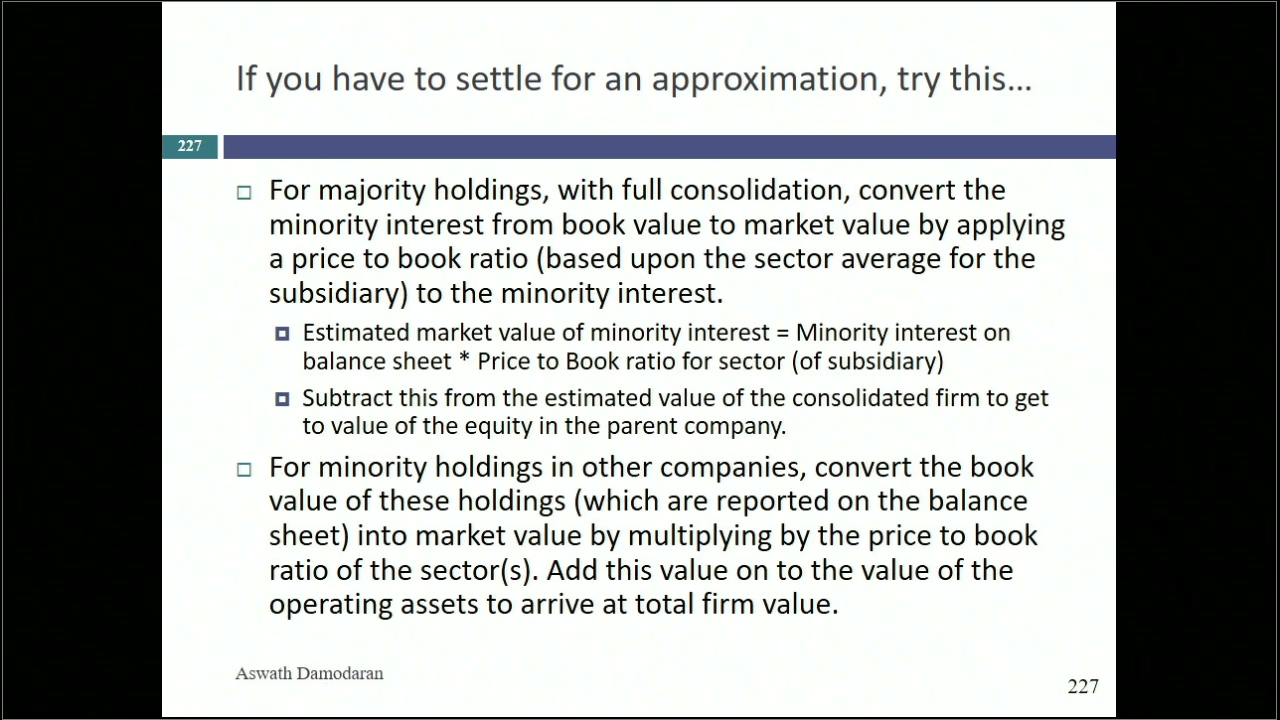 If you have to settle for an approximation, try this…
227
For majority holdings, with full consolidation, convert the
minority interest from book value to market value by applying
a price to book ratio (based upon the sector average for the
subsidiary) to the minority interest.
Estimated market value of minority interest = Minority interest on
balance sheet * Price to Book ratio for sector (of subsidiary)
Subtract this from the estimated value of the consolidated firm to get
to value of the equity in the parent company.
For minority holdings in other companies, convert the book
value of these holdings (which are reported on the balance
sheet) into market value by multiplying by the price to book
ratio of the sector(s). Add this value on to the value of the
operating assets to arrive at total firm value.
Aswath Damodaran
227